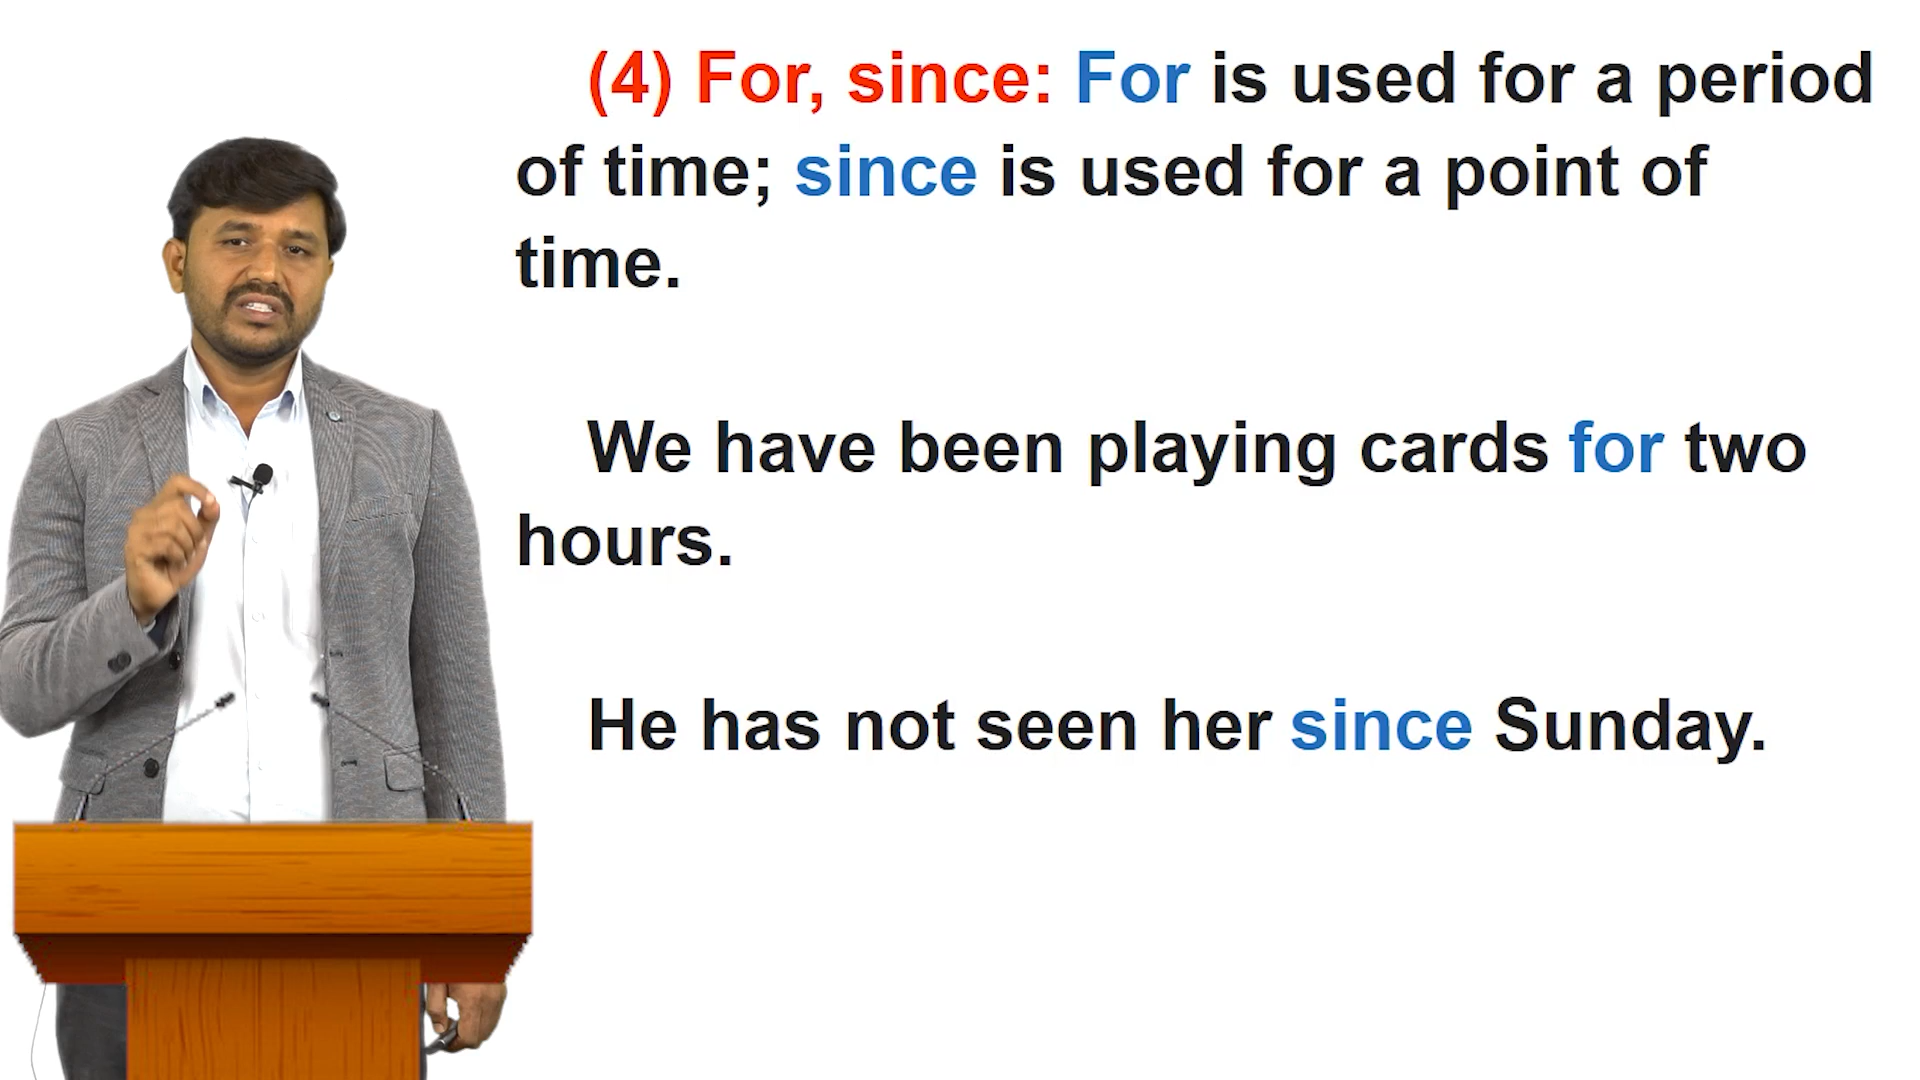 (4) For, since: For is used for a period
of time; since is used for a point of
time.
We have been playing cards for two
hours.
He has not seen her since Sunday.